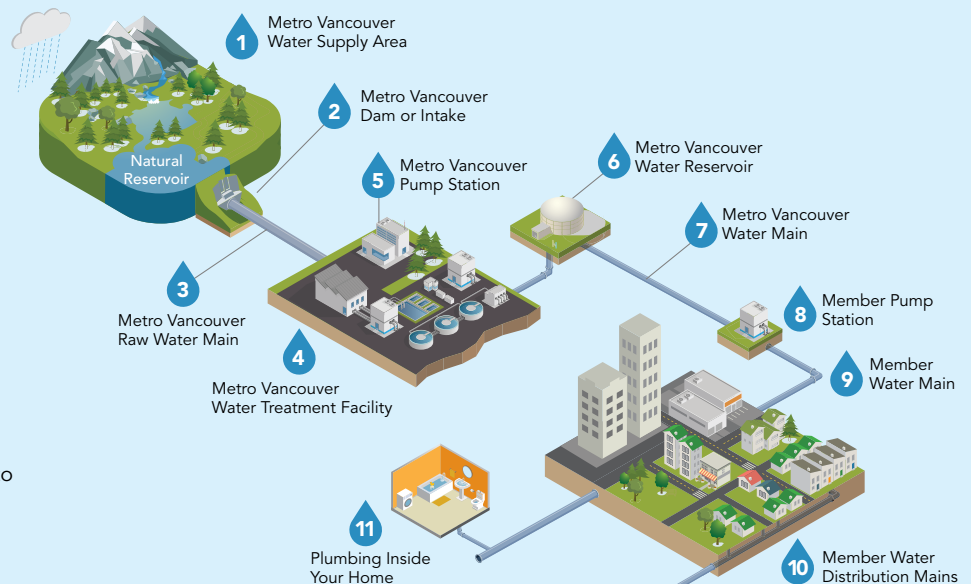 1
Metro Vancouver
Water Supply Area
2
Metro Vancouver
Dam or Intake
Natural
Reservoir
3
Metro Vancouver
Raw Water Main
4
Metro Vancouver
Water Treatment Facility
5
Metro Vancouver
Pump Station
6
Metro Vancouver
Water Reservoir
7
Metro Vancouver
Water Main
8
Member Pump
Station
9
Member
Water Main
o
10
Member Water
Distribution Mains
11
Plumbing Inside
Your Home